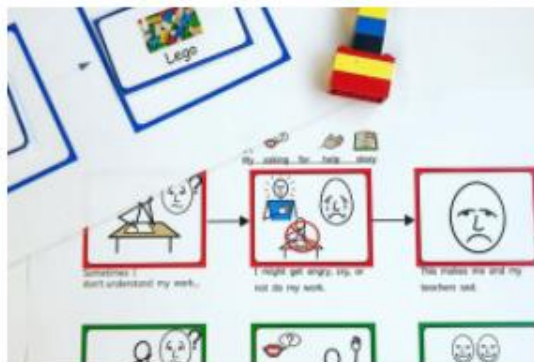 Lego
My asking for help story
Sometimes I
don't understand my work...
I might get angry, cry, or
not do my work.
This makes me and my
teachers sad.